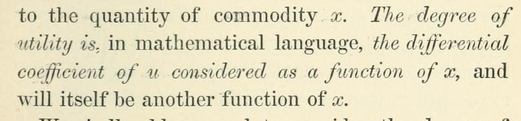 to the quantity of commodity x. The degree of
utility is, in mathematical language, the differential
coefficient of u considered as a function of x, and
will itself be another function of x.